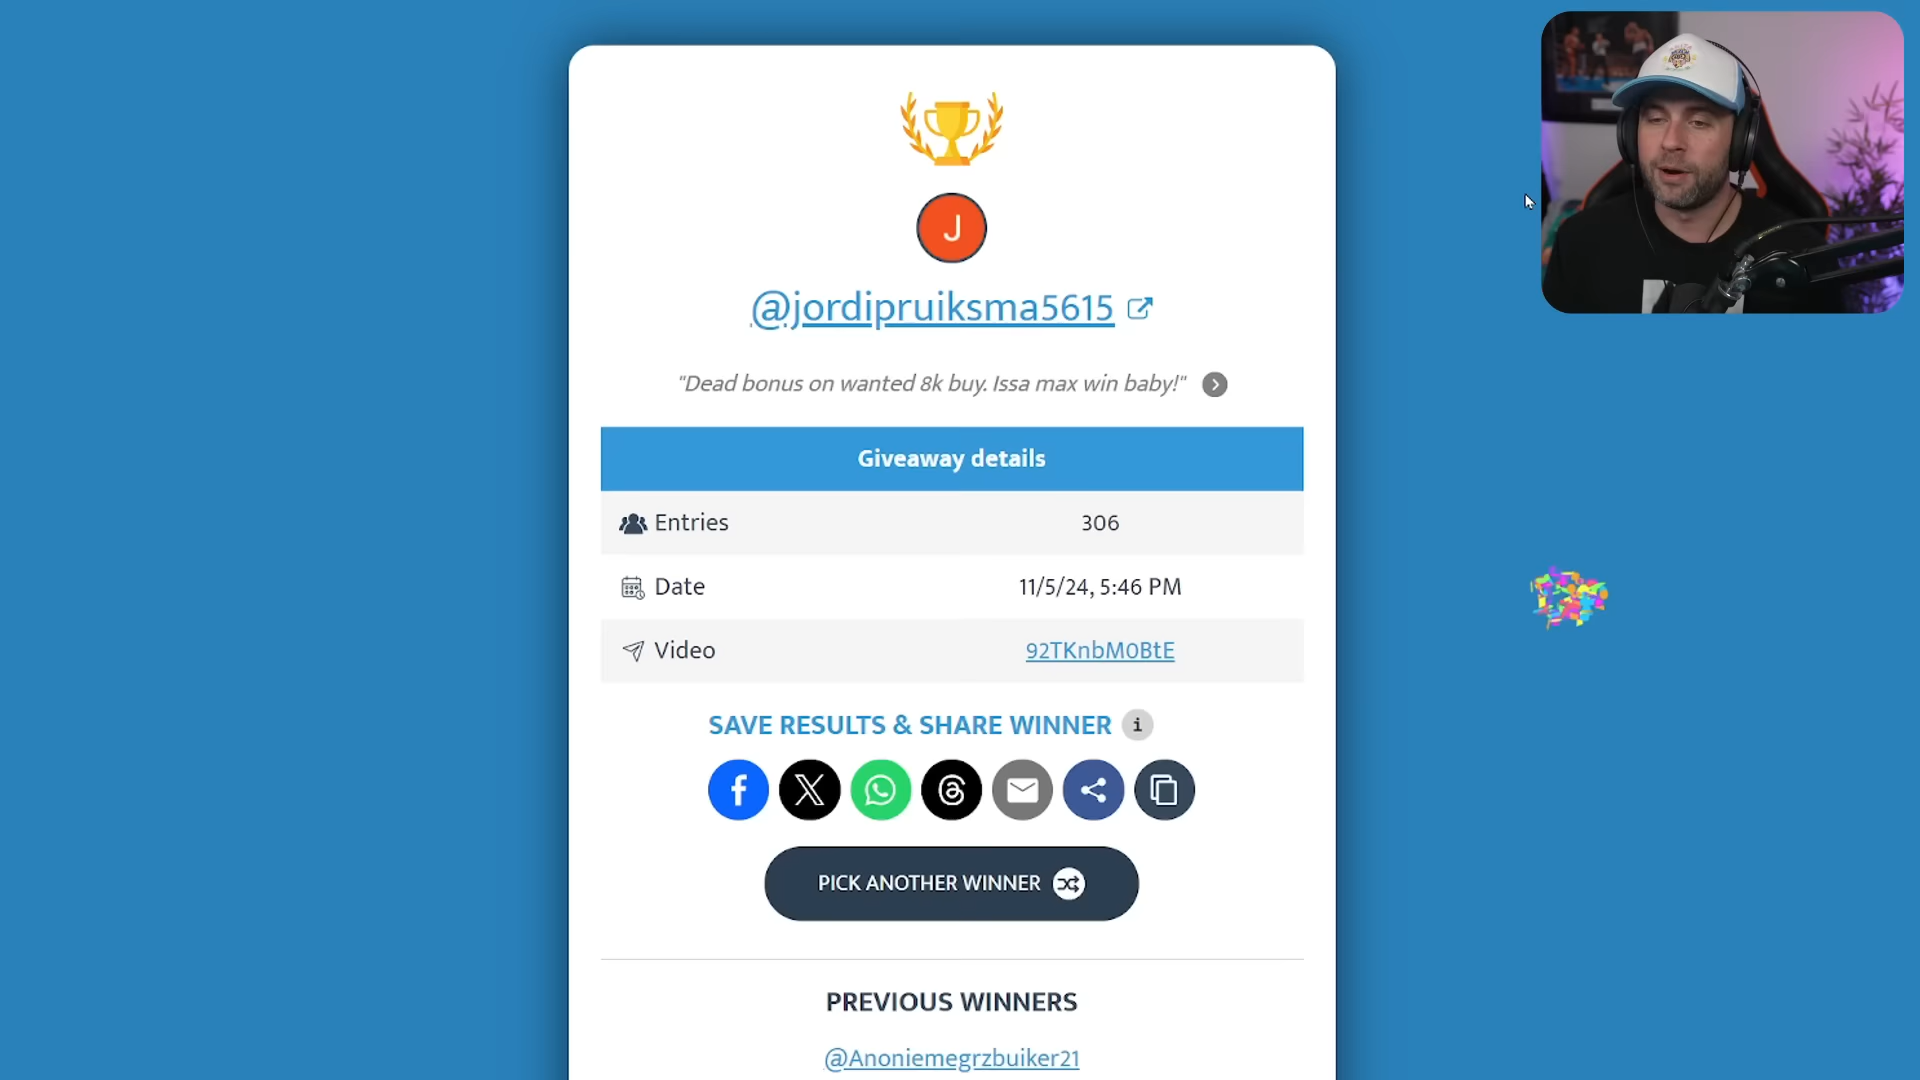 J
@jordipruiksma5615
"Dead bonus on wanted 8k buy. Issa max win baby!"
Giveaway details
Entries 306
Date 11/5/24, 5:46 PM
Video 92TKnbM0BtE
SAVE RESULTS & SHARE WINNER i
PICK ANOTHER WINNER
PREVIOUS WINNERS
@Anoniemegrzbuiker21